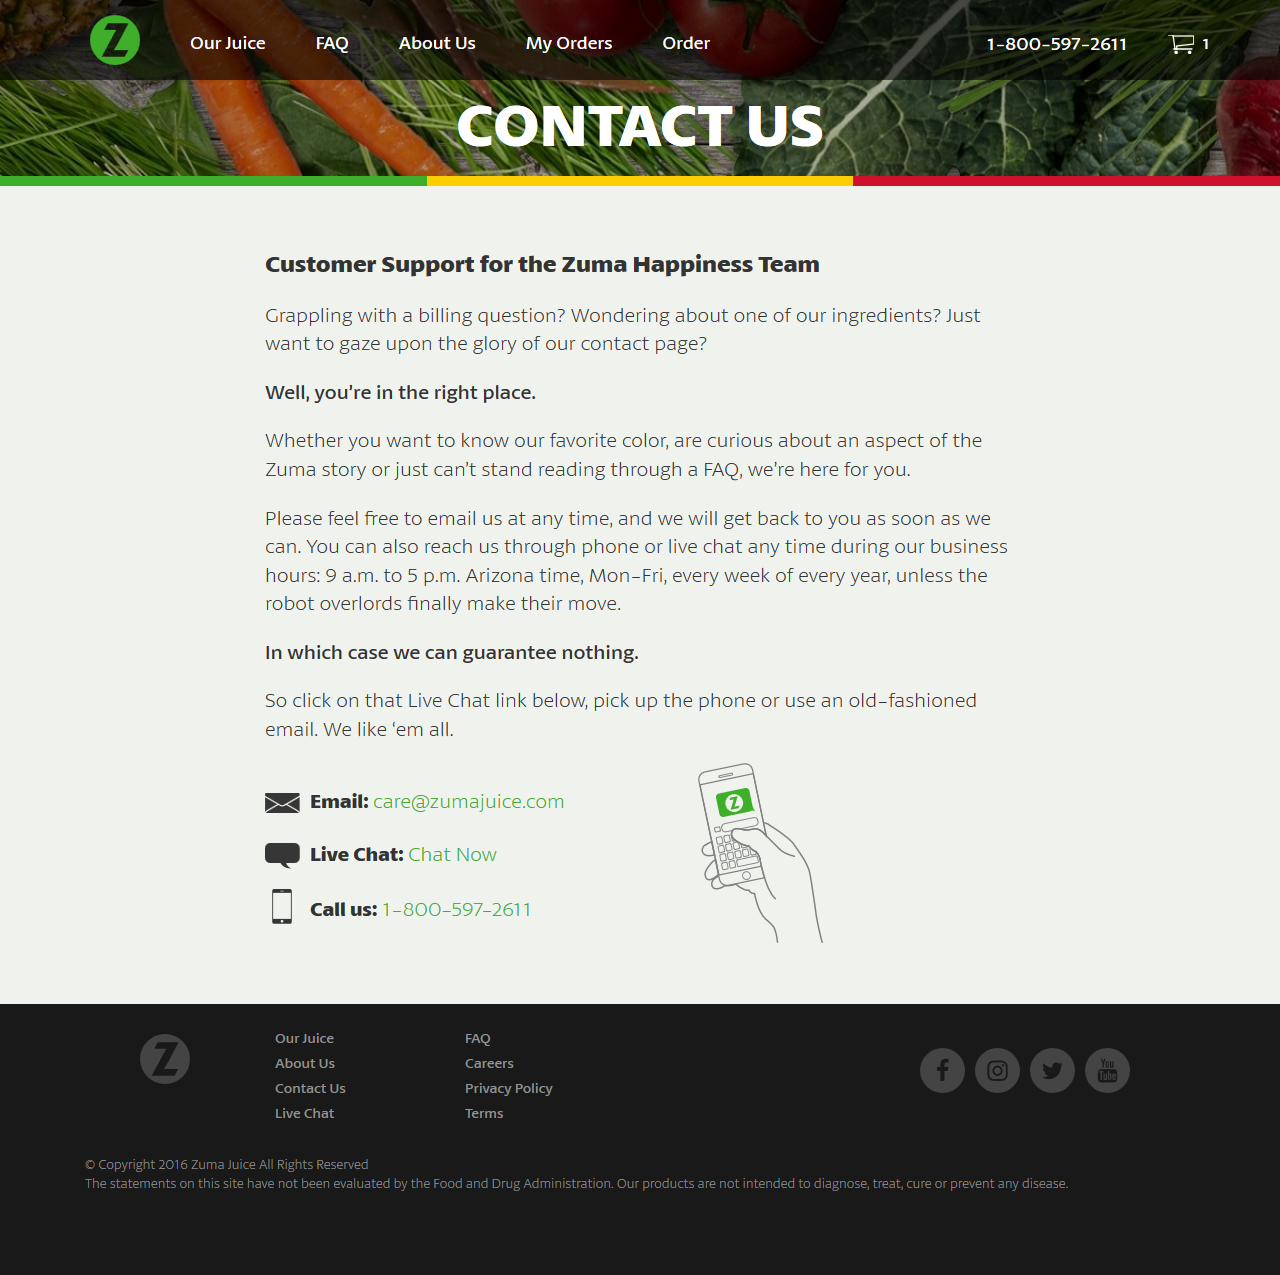 Z
Our Juice FAQ About Us My Orders Order 1-800-597-2611 1
CONTACT US
Customer Support for the Zuma Happiness Team
Grappling with a billing question? Wondering about one of our ingredients? Just
want to gaze upon the glory of our contact page?
Well, you’re in the right place.
Whether you want to know our favorite color, are curious about an aspect of the
Zuma story or just can’t stand reading through a FAQ, we’re here for you.
Please feel free to email us at any time, and we will get back to you as soon as we
can. You can also reach us through phone or live chat any time during our business
hours: 9 a.m. to 5 p.m. Arizona time, Mon-Fri, every week of every year, unless the
robot overlords finally make their move.
In which case we can guarantee nothing.
So click on that Live Chat link below, pick up the phone or use an old-fashioned
email. We like ‘em all.
Email: care@zumajuice.com
Z
Live Chat: Chat Now
Call us: 1-800-597-2611
Z
Our Juice
About Us
Contact Us
Live Chat
FAQ
Careers
Privacy Policy
Terms
You
Tube
© Copyright 2016 Zuma Juice All Rights Reserved
The statements on this site have not been evaluated by the Food and Drug Administration. Our products are not intended to diagnose, treat, cure or prevent any disease.